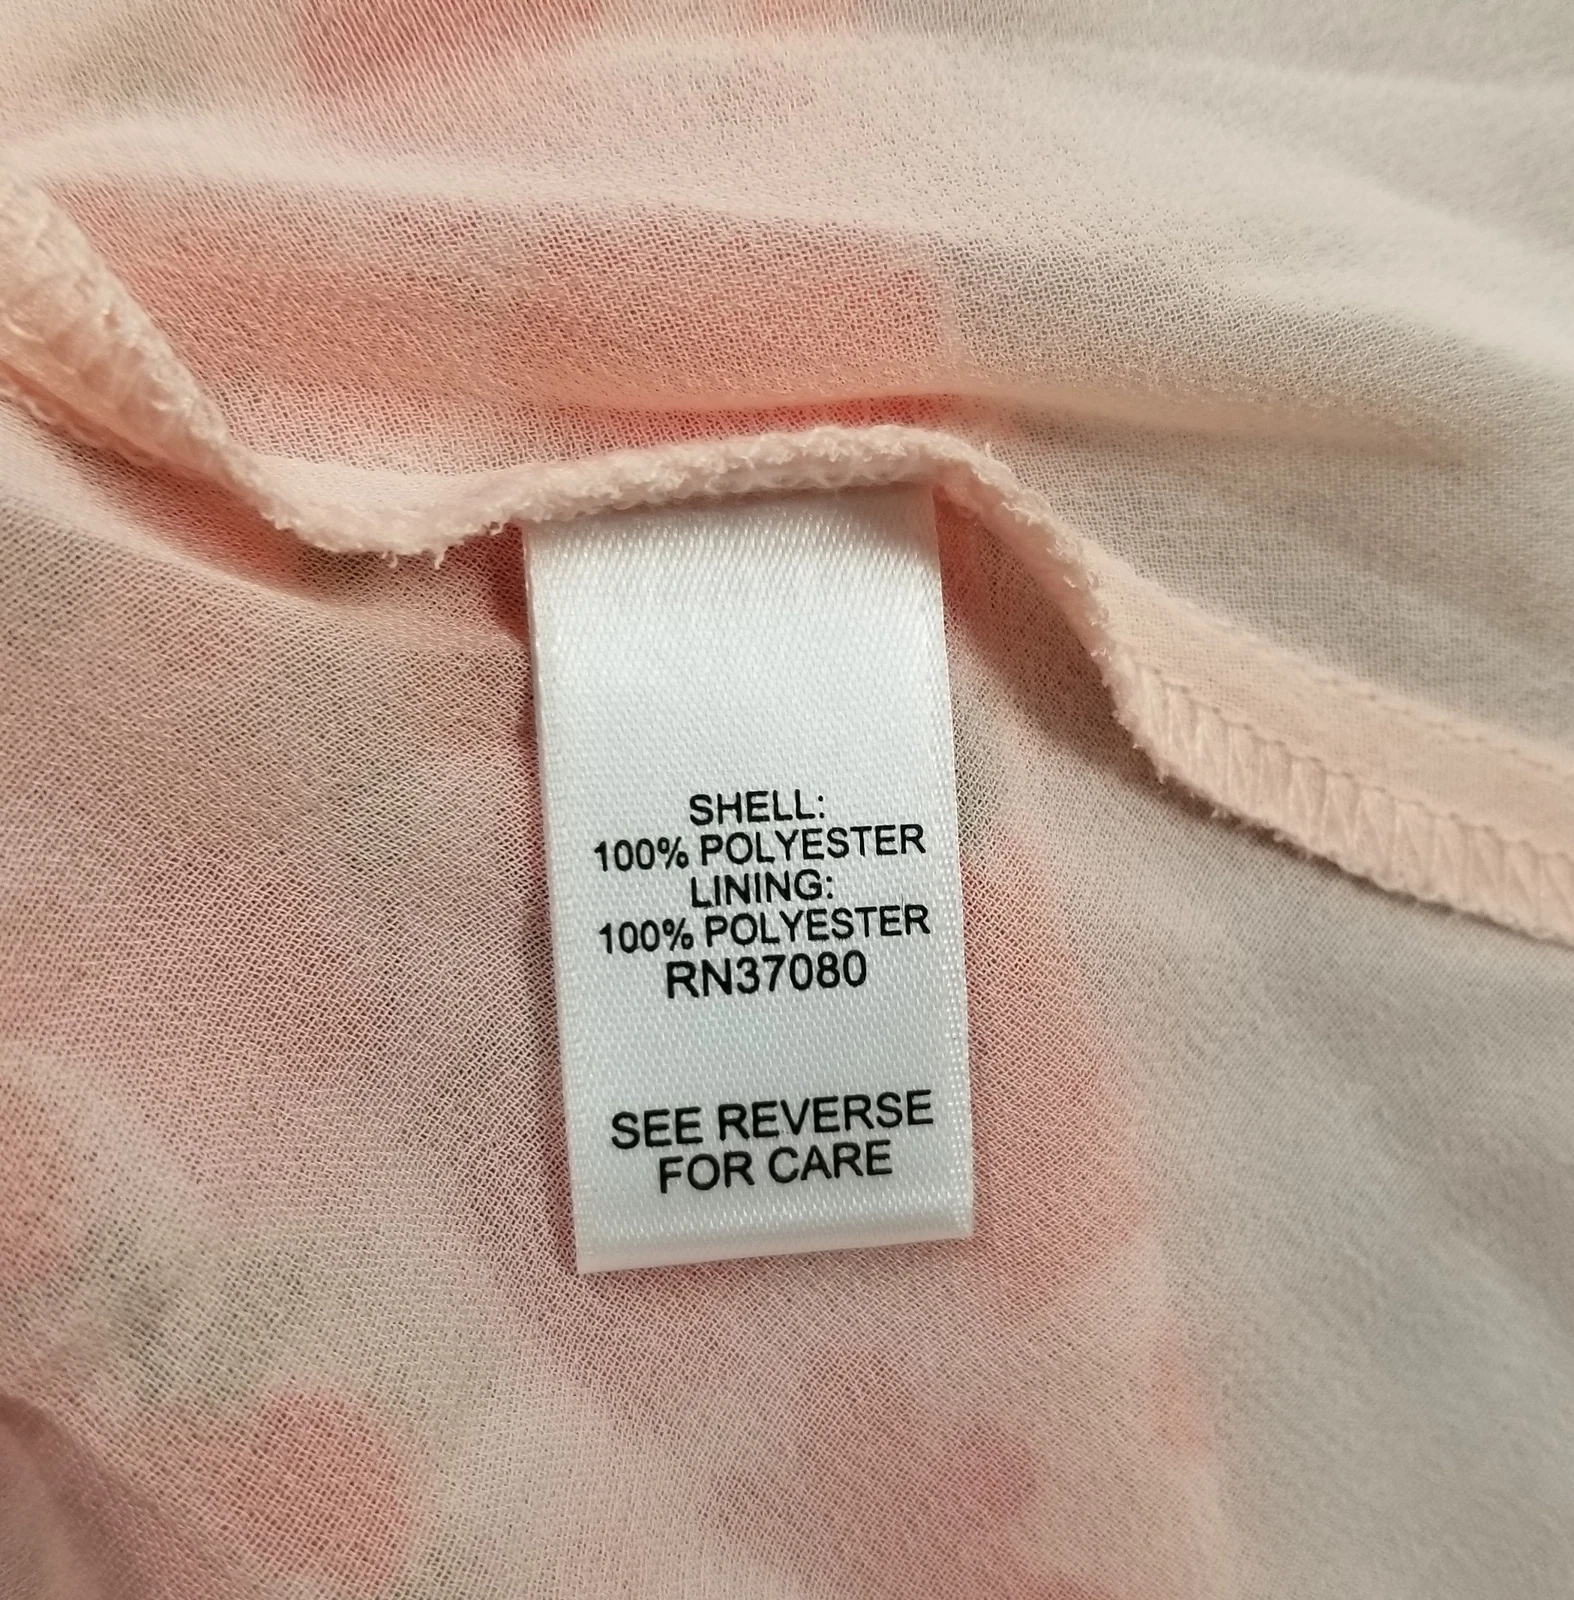 SHELL:
100% POLYESTER
LINING:
100% POLYESTER
RN37080
SEE REVERSE
FOR CARE